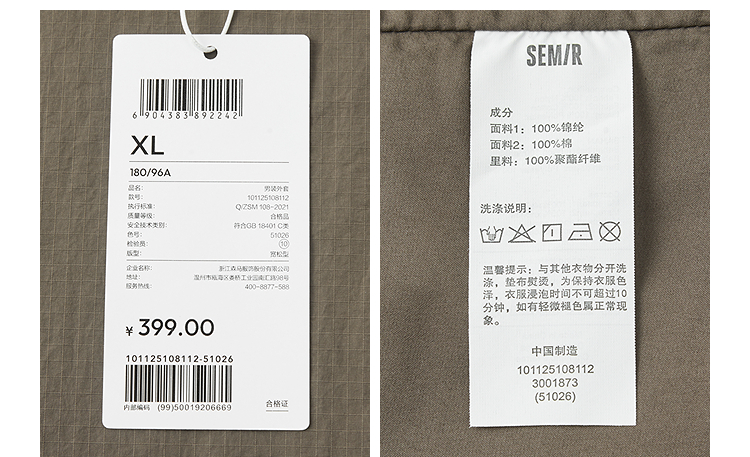 6 904383 892242
XL
180/96A
品名: 男装外套
款号: 101125108112
执行标准: Q/ZSM 108-2021
质量等级: 合格品
安全技术类别: 符合GB 18401 C类
色号: 51026
检验员: 10
版型: 宽松型
企业名称: 浙江森马服饰股份有限公司
地址: 温州市瓯海区娄桥工业园南汇路98号
服务热线: 400-8877-588
¥ 399.00
101125108112-51026
内部编码 (99)50019206669
合格证
SEMIR
成分
面料1: 100%锦纶
面料2: 100%棉
里料: 100%聚酯纤维
洗涤说明:
温馨提示: 与其他衣物分开洗
涤, 垫布熨烫, 为保持衣服色
泽, 衣服浸泡时间不可超过10
分钟, 如有轻微褪色属正常现
象。
中国制造
101125108112
3001873
(51026)